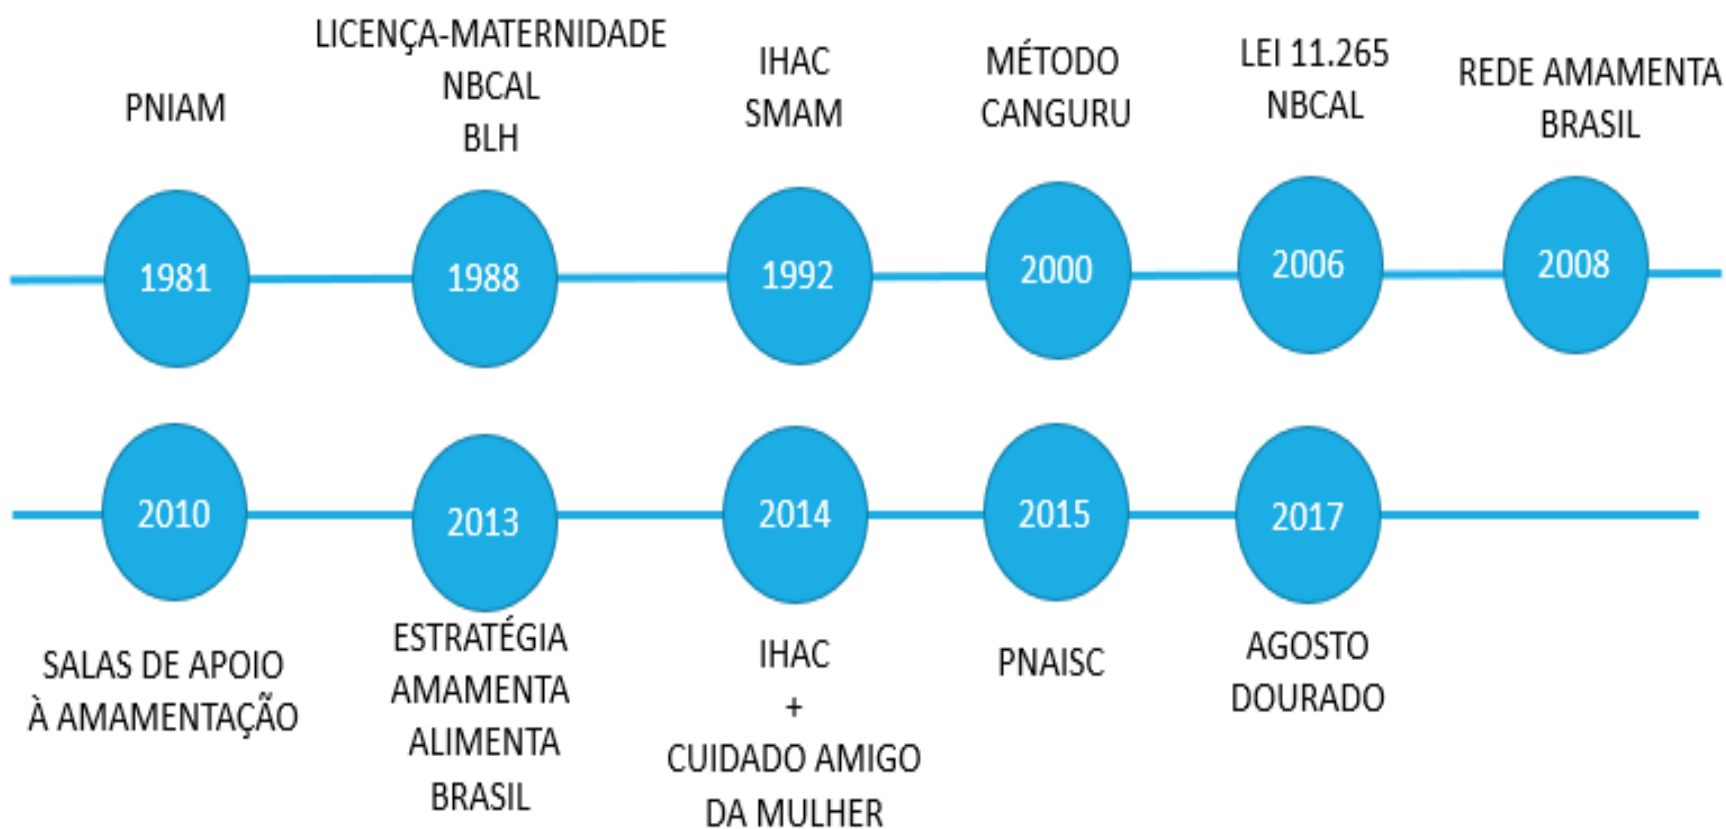 PNIAM
LICENÇA-MATERNIDADE
NBCAL
BLH
IHAC
SMAM
MÉTODO
CANGURU
LEI 11.265
NBCAL
REDE AMAMENTA
BRASIL
1981
1988
1992
2000
2006
2008
2010
2013
2014
2015
2017
SALAS DE APOIO
À AMAMENTAÇÃO
ESTRATÉGIA
AMAMENTA
ALIMENTA
BRASIL
IHAC
+
CUIDADO AMIGO
DA MULHER
PNAISC
AGOSTO
DOURADO